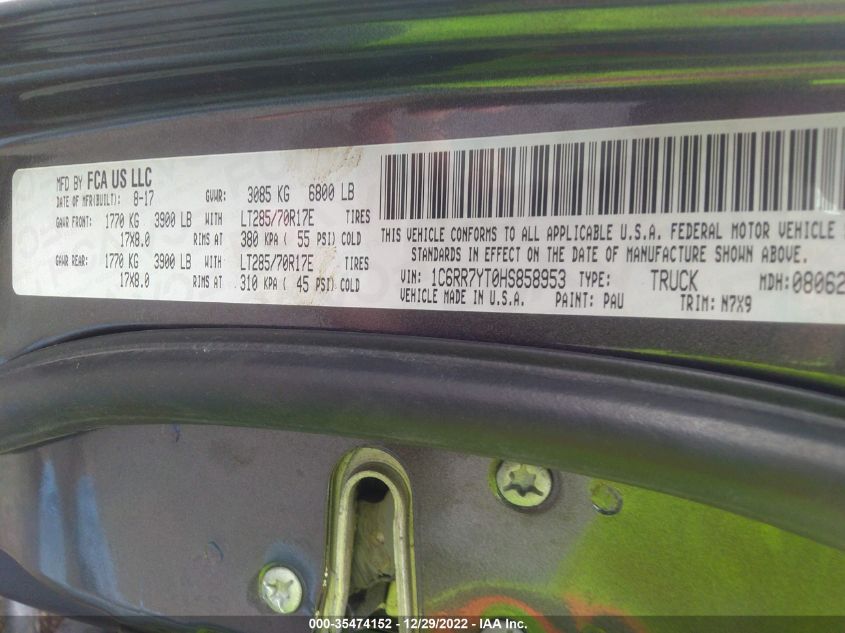 MFD BY FCA US LLC
DATE OF MFR(BUILT): 8-17 GVWR: 3085 KG 6800 LB
GAWR FRONT: 1770 KG 3900 LB WITH LT285/70R17E TIRES
17X8.0 RIMS AT 380 KPA ( 55 PSI) COLD
GAWR REAR: 1770 KG 3900 LB WITH LT285/70R17E TIRES
17X8.0 RIMS AT 310 KPA ( 45 PSI) COLD
THIS VEHICLE CONFORMS TO ALL APPLICABLE U.S.A. FEDERAL MOTOR VEHICLE
STANDARDS IN EFFECT ON THE DATE OF MANUFACTURE SHOWN ABOVE.
VIN: 1C6RR7YT0HS858953 TYPE: TRUCK MDH: 08062
VEHICLE MADE IN U.S.A. PAINT: PAU TRIM: N7X9
000-35474152 - 12/29/2022 - IAA Inc.